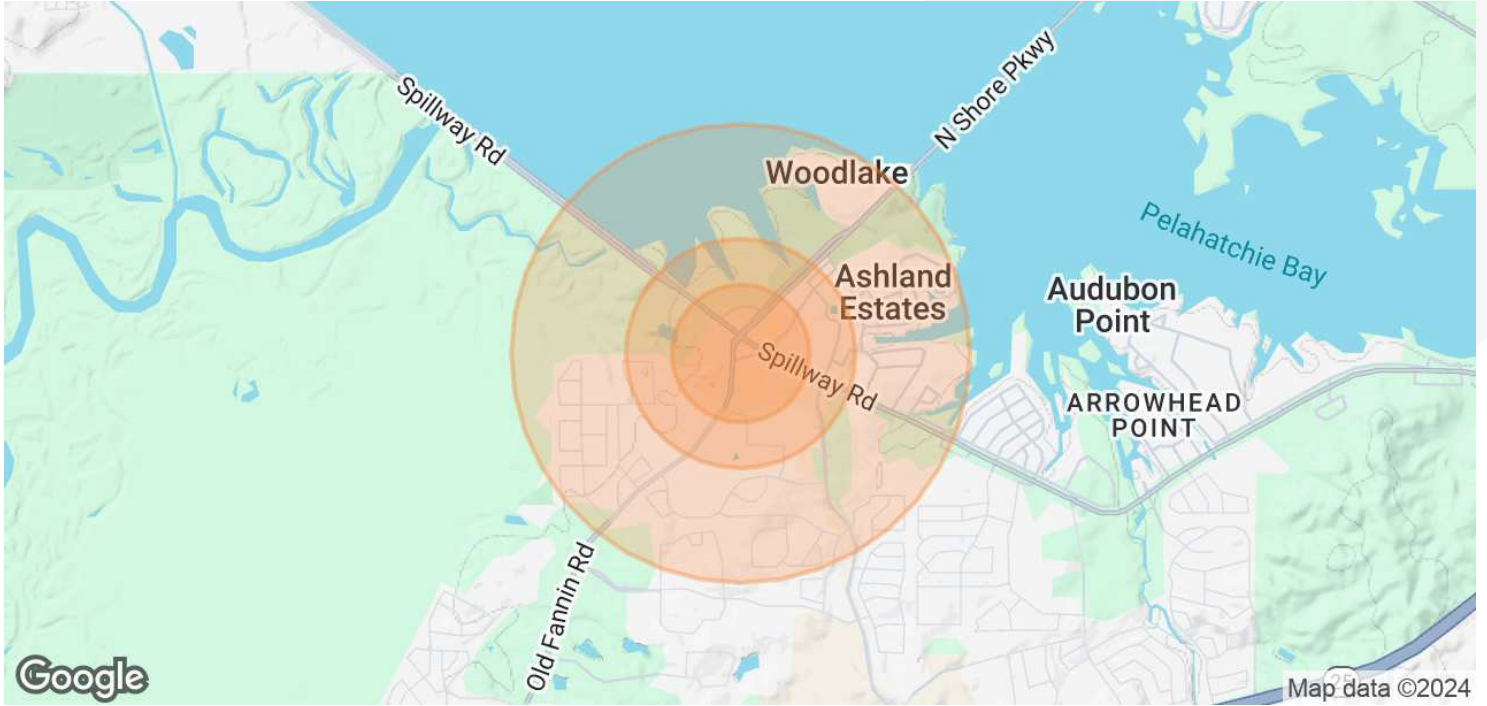 Spillway Rd
N Shore Pkwy
Woodlake
Pelahatchie Bay
Ashland
Estates
Audubon
Point
Spillway Rd
ARROWHEAD
POINT
Old Fannin Rd
25
Google
Map data ©2024